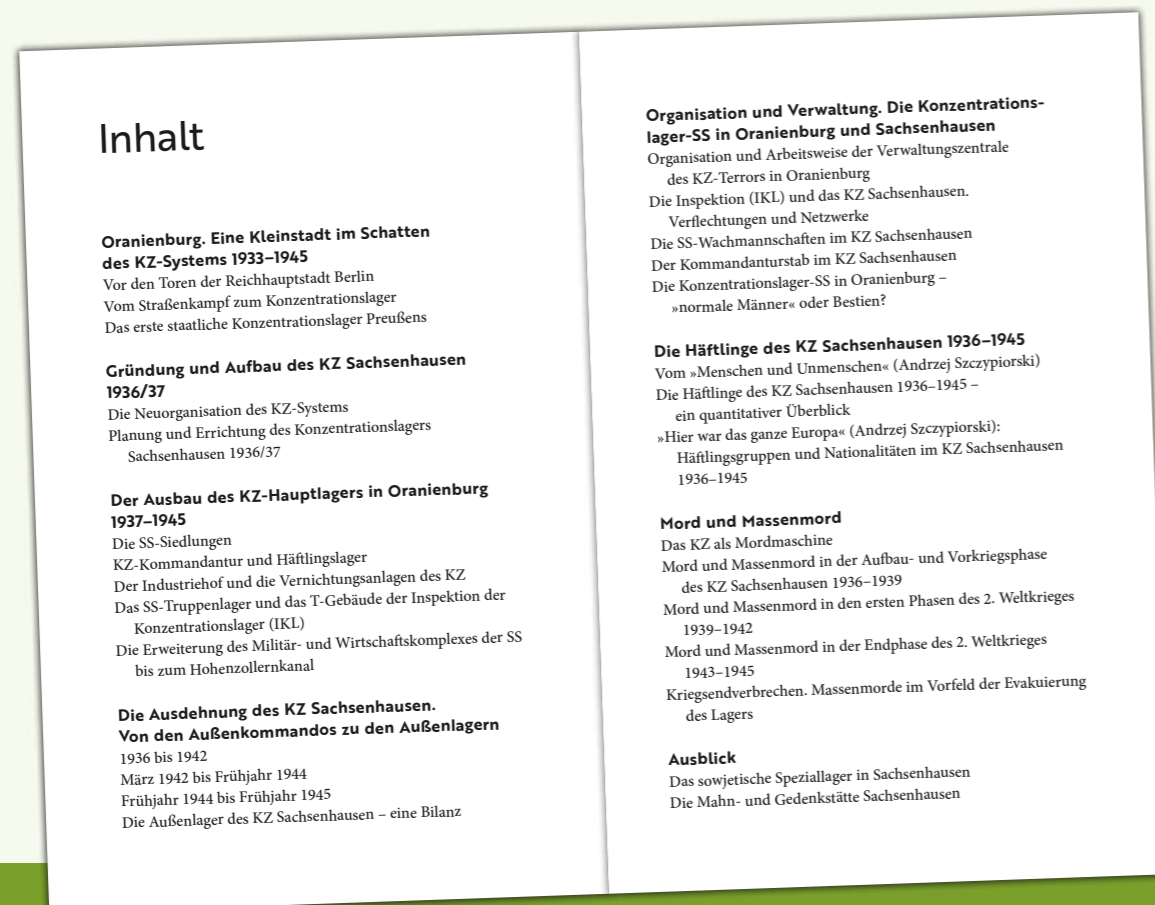 Inhalt
Oranienburg. Eine Kleinstadt im Schatten
des KZ-Systems 1933–1945
Vor den Toren der Reichhauptstadt Berlin
Vom Straßenkampf zum Konzentrationslager
Das erste staatliche Konzentrationslager Preußens
Gründung und Aufbau des KZ Sachsenhausen
1936/37
Die Neuorganisation des KZ-Systems
Planung und Errichtung des Konzentrationslagers
Sachsenhausen 1936/37
Der Ausbau des KZ-Hauptlagers in Oranienburg
1937–1945
Die SS-Siedlungen
KZ-Kommandantur und Häftlingslager
Der Industriehof und die Vernichtungsanlagen des KZ
Das SS-Truppenlager und das T-Gebäude der Inspektion der
Konzentrationslager (IKL)
Die Erweiterung des Militär- und Wirtschaftskomplexes der SS
bis zum Hohenzollernkanal
Die Ausdehnung des KZ Sachsenhausen.
Von den Außenkommandos zu den Außenlagern
1936 bis 1942
März 1942 bis Frühjahr 1944
Frühjahr 1944 bis Frühjahr 1945
Die Außenlager des KZ Sachsenhausen – eine Bilanz
Organisation und Verwaltung. Die Konzentrations-
lager-SS in Oranienburg und Sachsenhausen
Organisation und Arbeitsweise der Verwaltungszentrale
des KZ-Terrors in Oranienburg
Die Inspektion (IKL) und das KZ Sachsenhausen.
Verflechtungen und Netzwerke
Die SS-Wachmannschaften im KZ Sachsenhausen
Der Kommandanturstab im KZ Sachsenhausen
Die Konzentrationslager-SS in Oranienburg –
»normale Männer« oder Bestien?
Die Häftlinge des KZ Sachsenhausen 1936–1945
Vom »Menschen und Unmenschen« (Andrzej Szczypiorski)
Die Häftlinge des KZ Sachsenhausen 1936–1945 –
ein quantitativer Überblick
»Hier war das ganze Europa« (Andrzej Szczypiorski):
Häftlingsgruppen und Nationalitäten im KZ Sachsenhausen
1936–1945
Mord und Massenmord
Das KZ als Mordmaschine
Mord und Massenmord in der Aufbau- und Vorkriegsphase
des KZ Sachsenhausen 1936–1939
Mord und Massenmord in den ersten Phasen des 2. Weltkrieges
1939–1942
Mord und Massenmord in der Endphase des 2. Weltkrieges
1943–1945
Kriegsendverbrechen. Massenmorde im Vorfeld der Evakuierung
des Lagers
Ausblick
Das sowjetische Speziallager in Sachsenhausen
Die Mahn- und Gedenkstätte Sachsenhausen